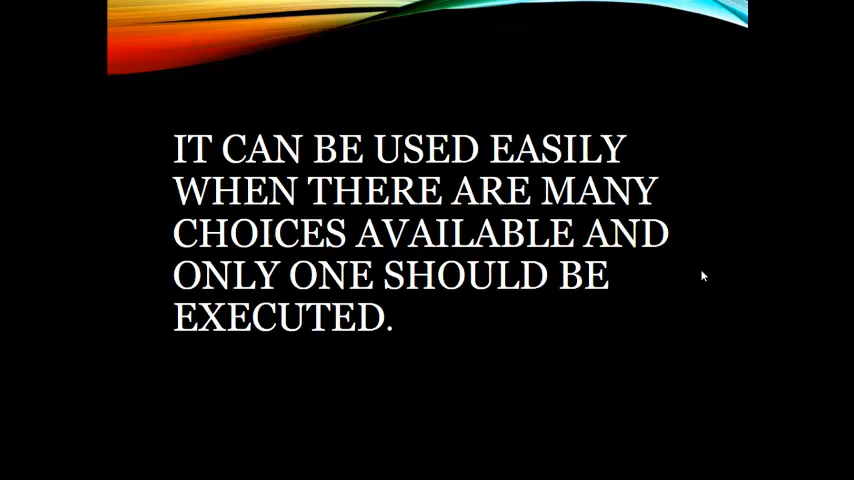 IT CAN BE USED EASILY
WHEN THERE ARE MANY
CHOICES AVAILABLE AND
ONLY ONE SHOULD BE
EXECUTED.